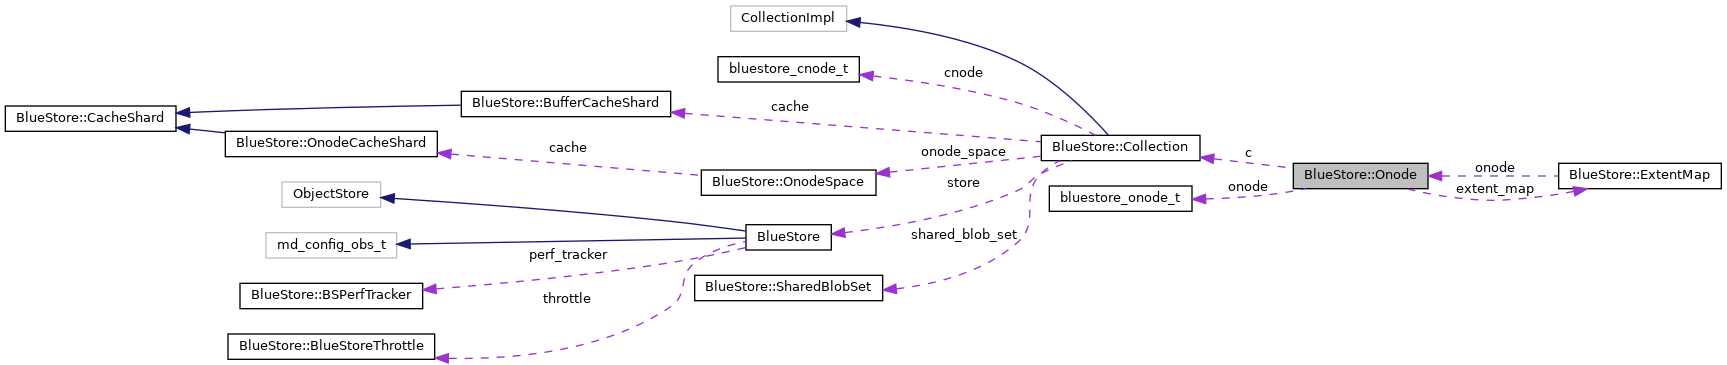 CollectionImpl
bluestore_cnode_t
cnode
BlueStore::BufferCacheShard
cache
BlueStore::CacheShard
BlueStore::OnodeCacheShard
cache
onode_space
BlueStore::Collection
c
BlueStore::Onode
onode
BlueStore::ExtentMap
extent_map
BlueStore::OnodeSpace
store
onode
bluestore_onode_t
ObjectStore
BlueStore
shared_blob_set
md_config_obs_t
perf_tracker
BlueStore::SharedBlobSet
BlueStore::BSPerfTracker
throttle
BlueStore::BlueStoreThrottle